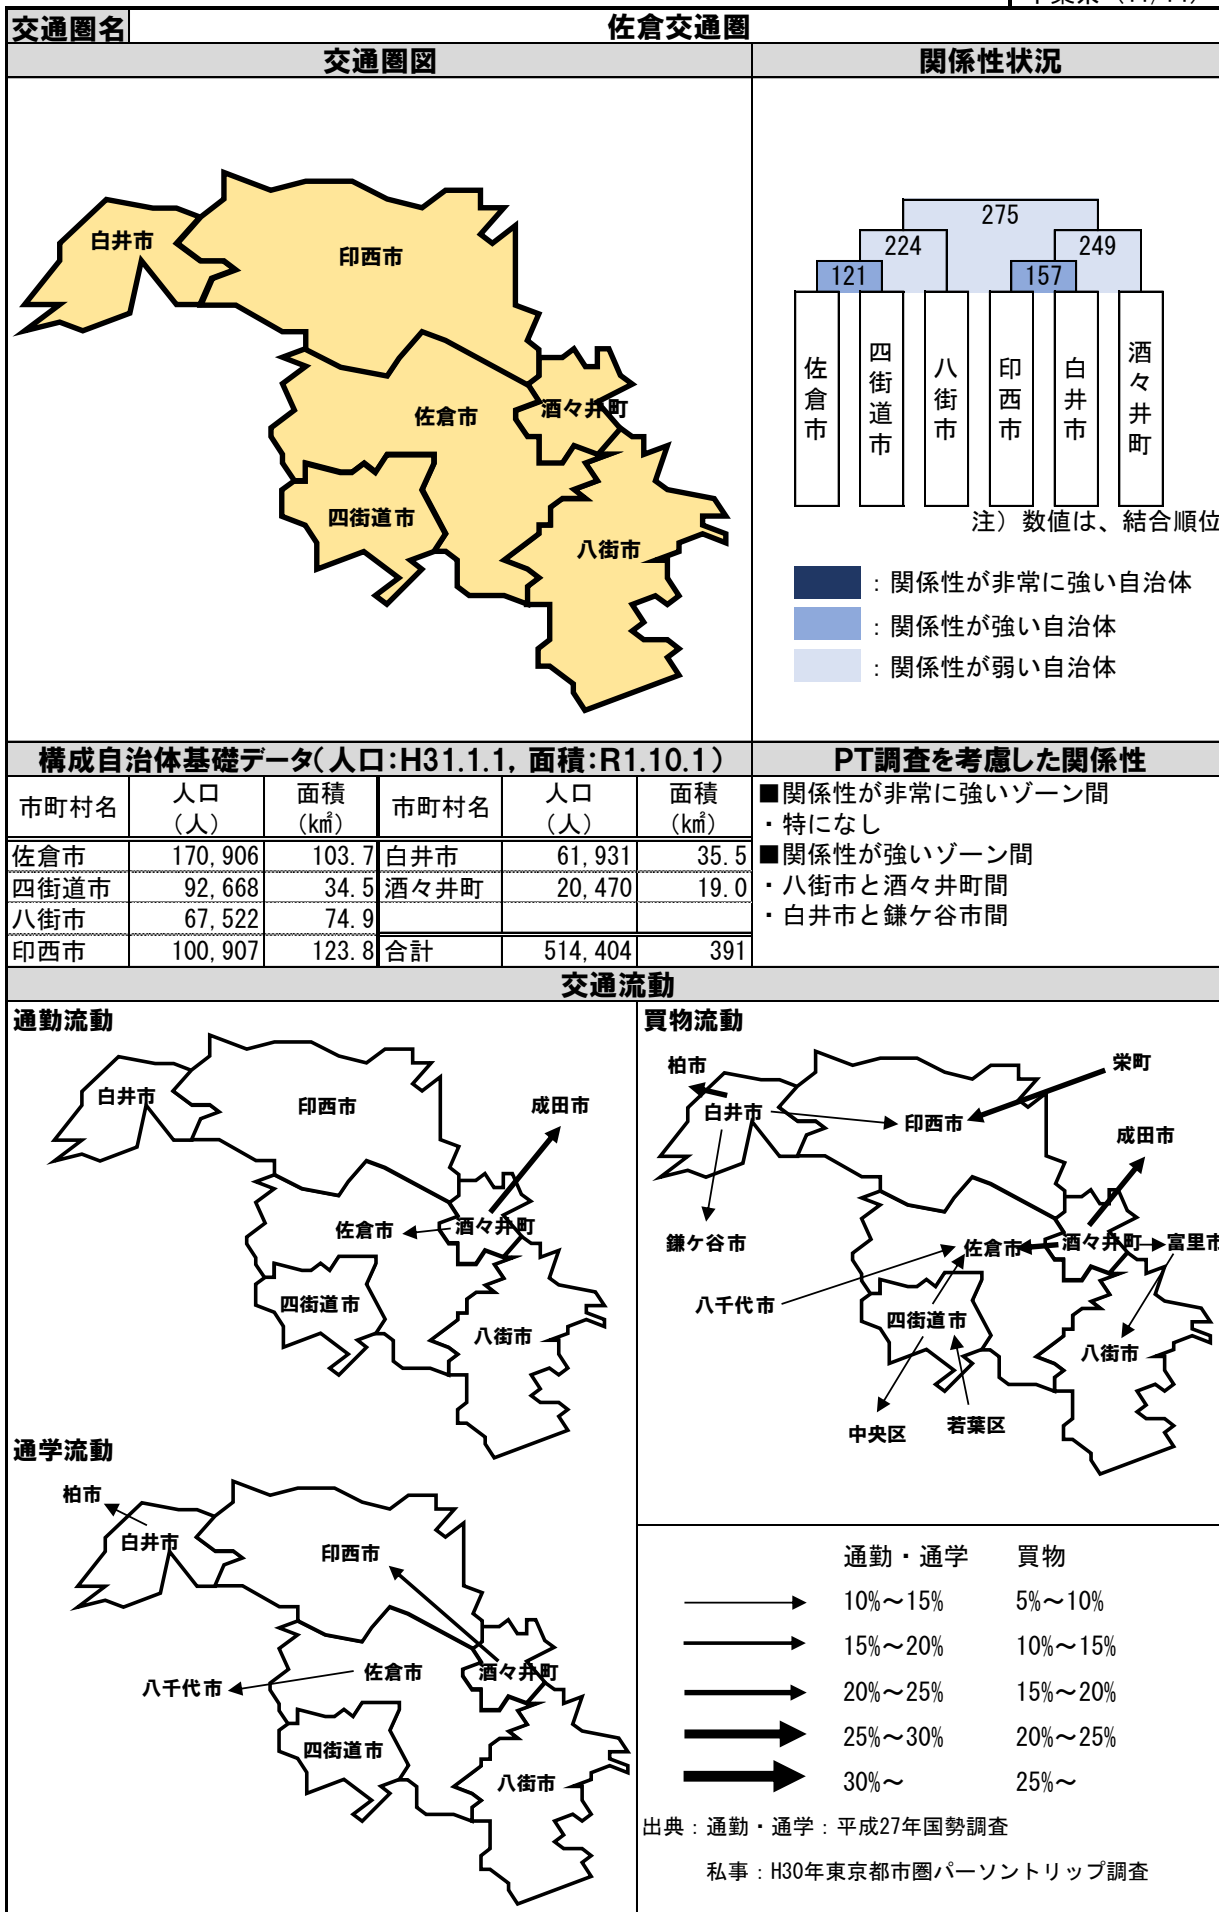 交通圏名 佐倉交通圏
交通圏図 関係性状況
白井市
印西市
佐倉市
酒々井町
四街道市
八街市
275
224 249
121 157
佐倉市 四街道市 八街市 印西市 白井市 酒々井町
注）数値は、結合順位
：関係性が非常に強い自治体
：関係性が強い自治体
：関係性が弱い自治体
構成自治体基礎データ（人口：H31.1.1，面積：R1.10.1）
市町村名 人口（人） 面積（㎢） 市町村名 人口（人） 面積（㎢）
佐倉市 170,906 103.7 白井市 61,931 35.5
四街道市 92,668 34.5 酒々井町 20,470 19.0
八街市 67,522 74.9
印西市 100,907 123.8 合計 514,404 391
PT調査を考慮した関係性
■関係性が非常に強いゾーン間
・特になし
■関係性が強いゾーン間
・八街市と酒々井町間
・白井市と鎌ケ谷市間
交通流動
通勤流動
白井市
印西市
成田市
佐倉市
酒々井町
四街道市
八街市
通学流動
柏市
白井市
印西市
佐倉市
酒々井町
八千代市
四街道市
八街市
買物流動
柏市
栄町
白井市
印西市
成田市
鎌ケ谷市
佐倉市
酒々井町
富里市
八千代市
四街道市
八街市
中央区
若葉区
通勤・通学 買物
10%～15% 5%～10%
15%～20% 10%～15%
20%～25% 15%～20%
25%～30% 20%～25%
30%～ 25%～
出典：通勤・通学：平成27年国勢調査
私事：H30年東京都市圏パーソントリップ調査